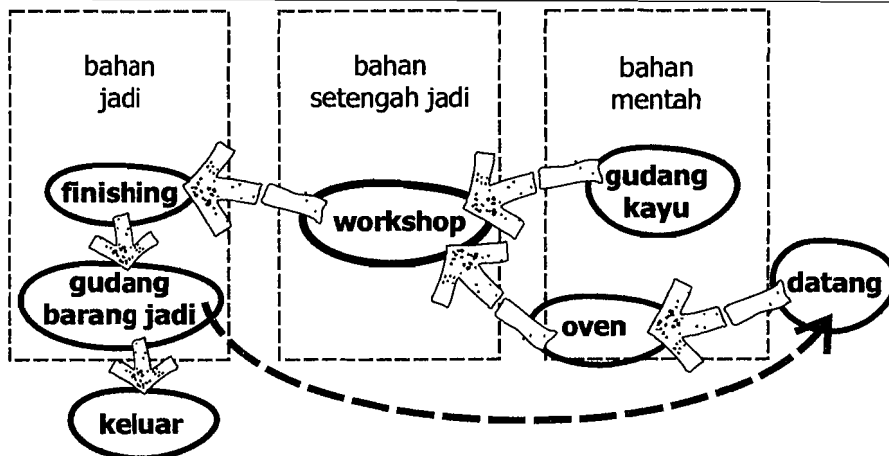 bahan
jadi
bahan
setengah jadi
bahan
mentah
finishing
workshop
gudang
kayu
gudang
barang jadi
oven
datang
keluar